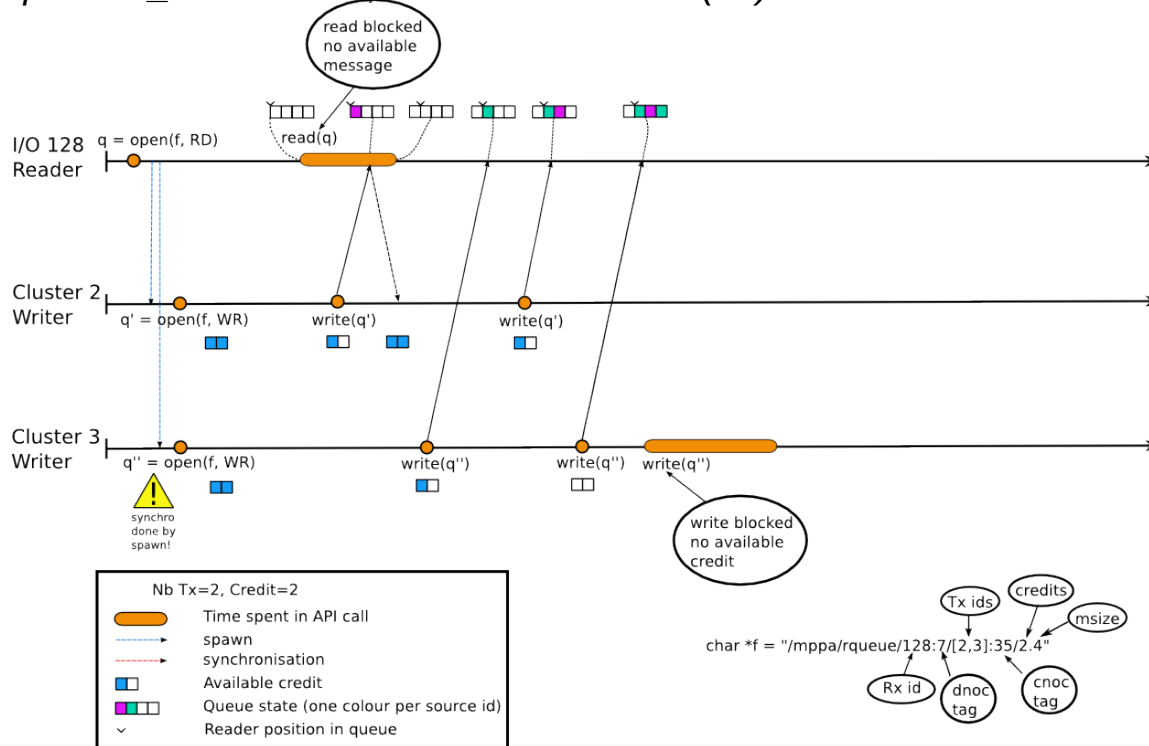 read blocked
no available
message
I/O 128
Reader
q = open(f, RD)
read(q)
Cluster 2
Writer
q' = open(f, WR)
write(q')
write(q')
Cluster 3
Writer
q'' = open(f, WR)
write(q'')
write(q'')
write(q'')
!
synchro
done by
spawn!
write blocked
no available
credit
Nb Tx=2, Credit=2
Time spent in API call
spawn
synchronisation
Available credit
Queue state (one colour per source id)
Reader position in queue
Tx ids
credits
msize
char *f = "/mppa/rqueue/128:7/[2,3]:35/2.4"
Rx id
dnoc
tag
cnoc
tag